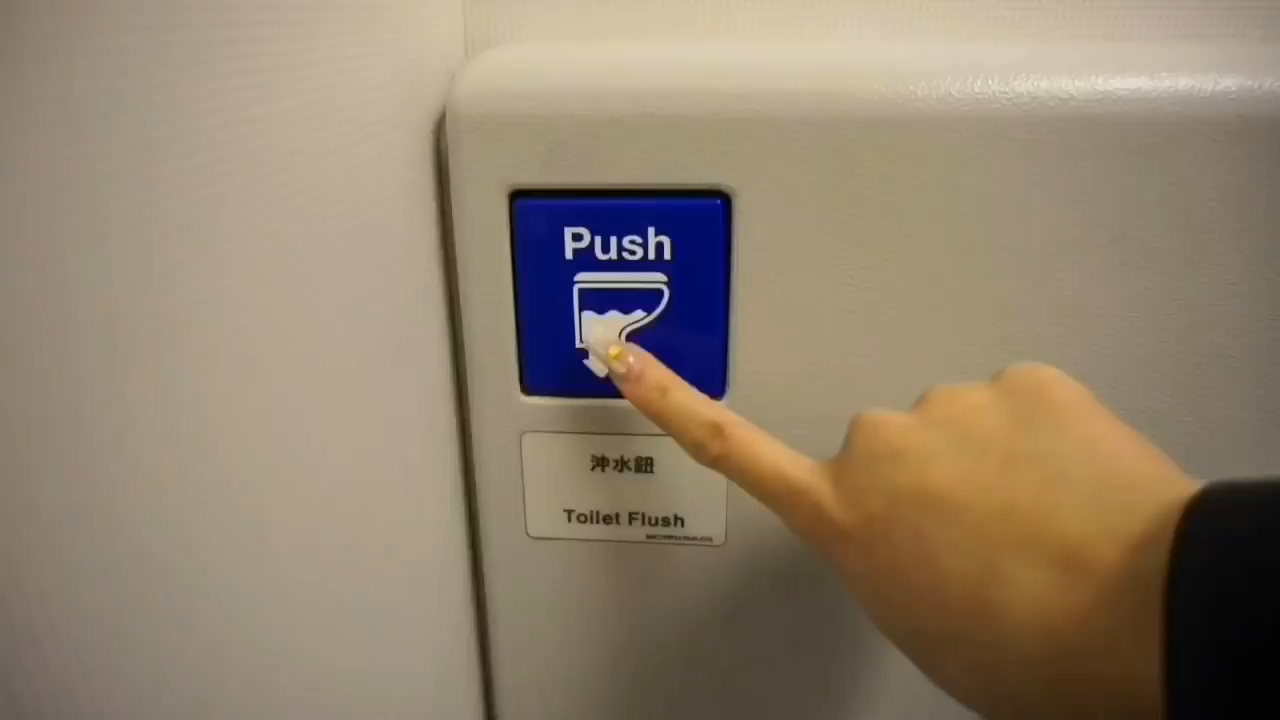 Push
沖水鈕
Toilet Flush